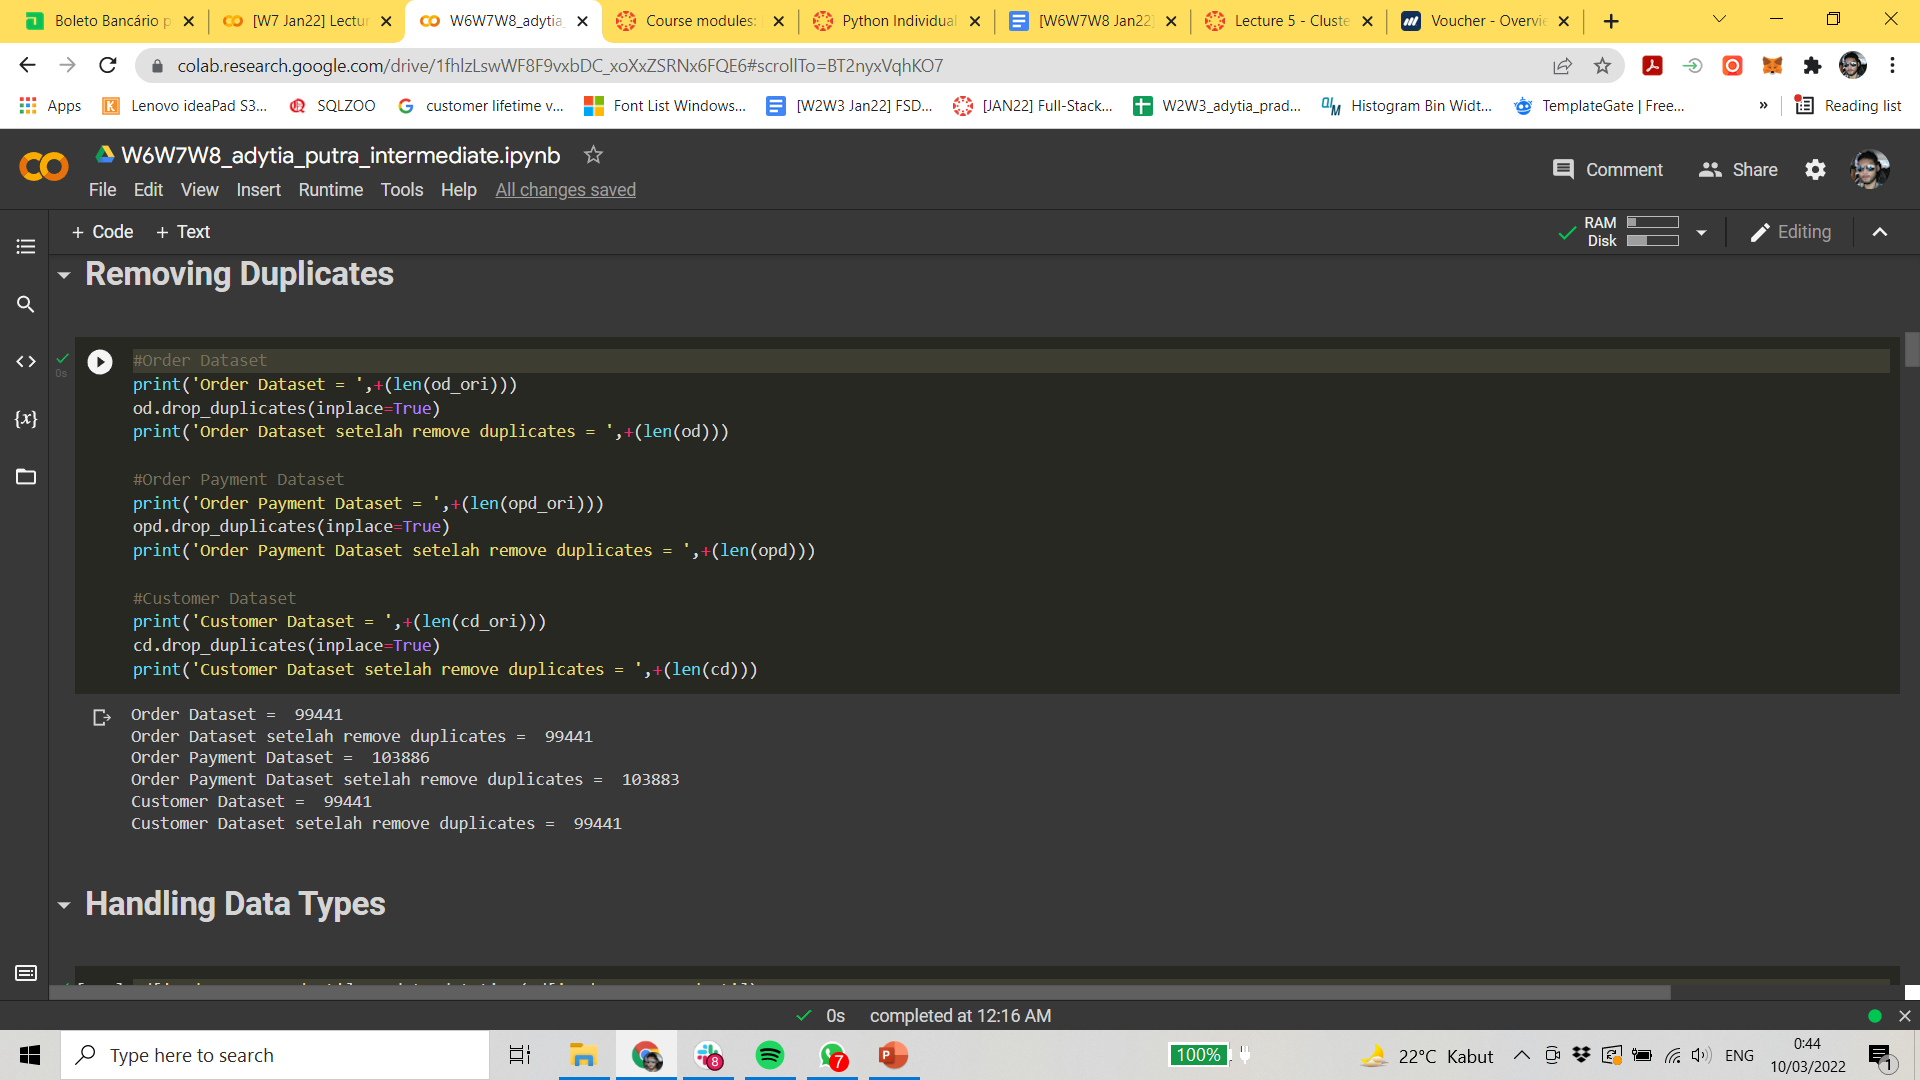 Boleto Bancário p
[W7 Jan22] Lectur
W6W7W8_adytia_
Course modules:
Python Individual
[W6W7W8 Jan22]
Lecture 5 - Cluste
Voucher - Overvie
colab.research.google.com/drive/1fhlzLswWF8F9vxbDC_xoXxZSRNx6FQE6#scrollTo=BT2nyxVqhKO7
Apps
Lenovo ideaPad S3...
SQLZOO
customer lifetime v...
Font List Windows...
[W2W3 Jan22] FSD...
[JAN22] Full-Stack...
W2W3_adytia_prad...
Histogram Bin Widt...
TemplateGate | Free...
»
Reading list
W6W7W8_adytia_putra_intermediate.ipynb
Comment
Share
File Edit View Insert Runtime Tools Help All changes saved
+ Code + Text
RAM
Disk
Editing
Removing Duplicates
0s
#Order Dataset
print('Order Dataset = ',+(len(od_ori)))
od.drop_duplicates(inplace=True)
print('Order Dataset setelah remove duplicates = ',+(len(od)))
#Order Payment Dataset
print('Order Payment Dataset = ',+(len(opd_ori)))
opd.drop_duplicates(inplace=True)
print('Order Payment Dataset setelah remove duplicates = ',+(len(opd)))
#Customer Dataset
print('Customer Dataset = ',+(len(cd_ori)))
cd.drop_duplicates(inplace=True)
print('Customer Dataset setelah remove duplicates = ',+(len(cd)))
Order Dataset =  99441
Order Dataset setelah remove duplicates =  99441
Order Payment Dataset =  103886
Order Payment Dataset setelah remove duplicates =  103883
Customer Dataset =  99441
Customer Dataset setelah remove duplicates =  99441
Handling Data Types
0s completed at 12:16 AM
Type here to search
8
7
100%
22°C Kabut
ENG
0:44
10/03/2022
1